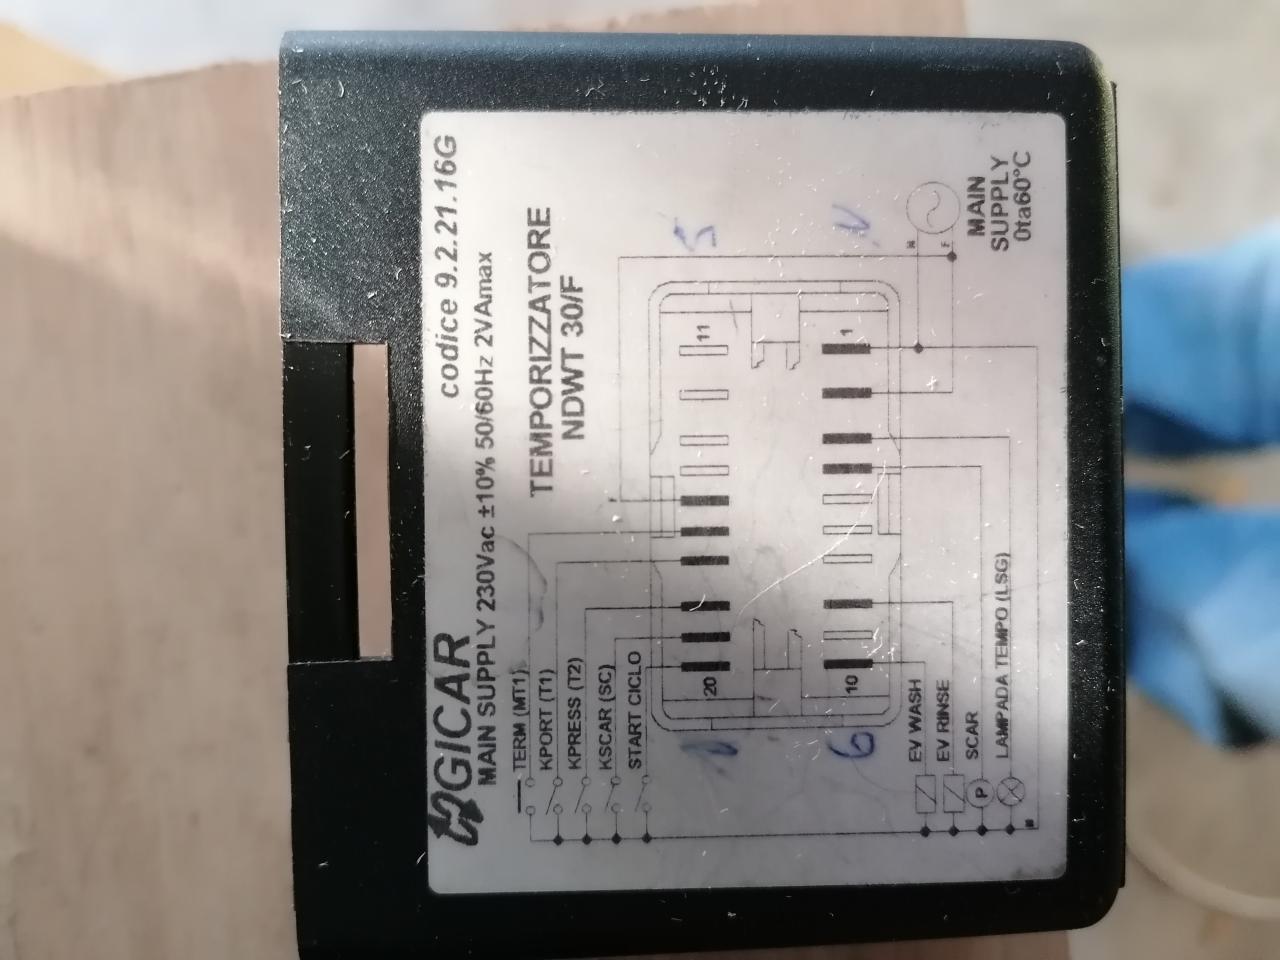 GICAR
codice 9.2.21.16G
MAIN SUPPLY 230Vac ±10% 50/60Hz 2VAmax
TEMPORIZZATORE
NDWT 30/F
TERM (MT1)
KPORT (T1)
KPRESS (T2)
KSCAR (SC)
START CICLO
20
11
5
10
1
6
N
EV WASH
EV RINSE
SCAR
P
LAMPADA TEMPO (LSG)
N
F
MAIN
SUPPLY
0ta60°C
N